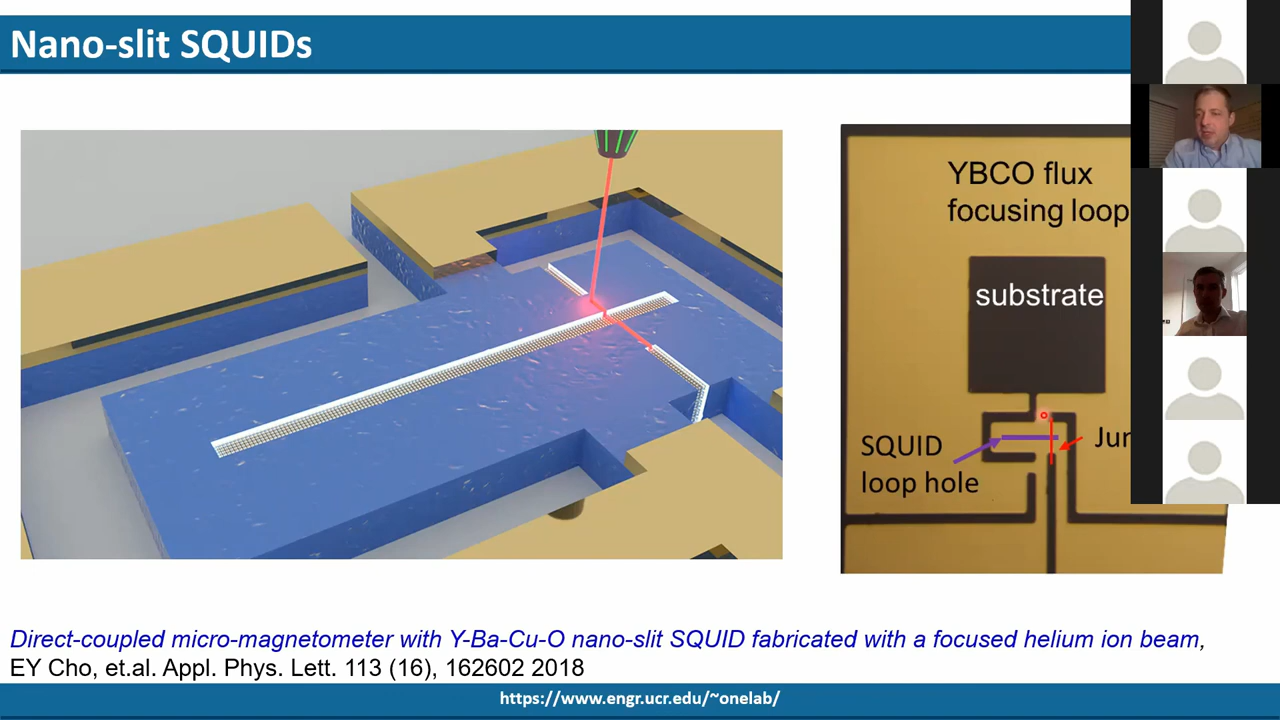 Nano-slit SQUIDs
YBCO flux
focusing loop
substrate
SQUID
loop hole
Jur
Direct-coupled micro-magnetometer with Y-Ba-Cu-O nano-slit SQUID fabricated with a focused helium ion beam,
EY Cho, et.al. Appl. Phys. Lett. 113 (16), 162602 2018
https://www.engr.ucr.edu/~onelab/